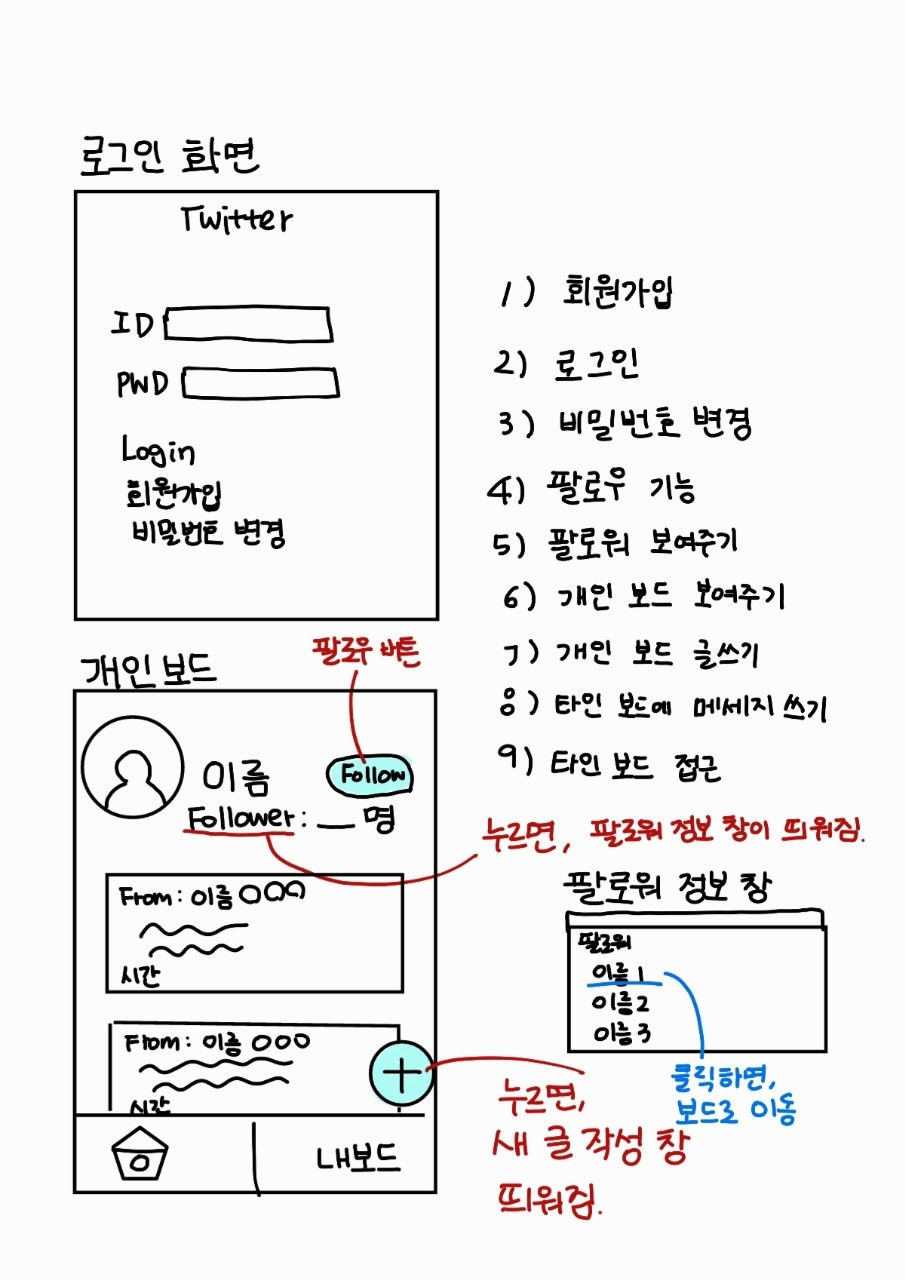 로그인 화면
Twitter
ID
PWD
Login
회원가입
비밀번호 변경
1) 회원가입
2) 로그인
3) 비밀번호 변경
4) 팔로우 기능
5) 팔로워 보여주기
6) 개인 보드 보여주기
7) 개인 보드 글쓰기
8) 타인 보드에 메세지 쓰기
9) 타인 보드 접근
개인 보드
팔로우 버튼
이름
Follow
Follower: __ 명
누르면, 팔로워 정보 창이 띄워짐.
From: 이름 OOO
시간
From: 이름 OOO
시간
+
내보드
팔로워 정보 창
팔로워
이름 1
이름 2
이름 3
클릭하면,
보드로 이동
누르면,
새 글 작성 창
띄워짐.